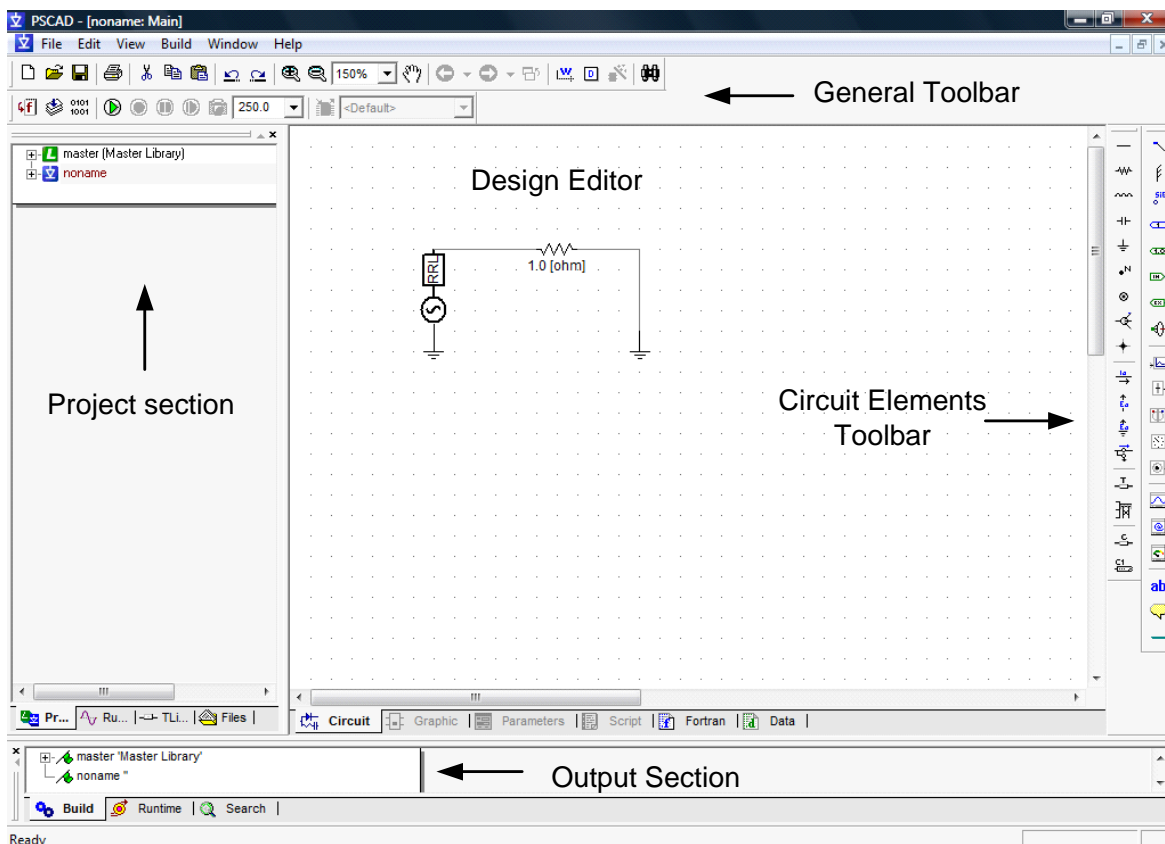 PSCAD - [noname: Main]
File Edit View Build Window Help
150%
250.0 <Default>
General Toolbar
master (Master Library)
noname
Design Editor
RRL
1.0 [ohm]
Project section
Circuit Elements
Toolbar
Pr... Ru... TLi... Files
Circuit Graphic Parameters Script Fortran Data
master 'Master Library'
noname ''
Output Section
Build Runtime Search
Ready